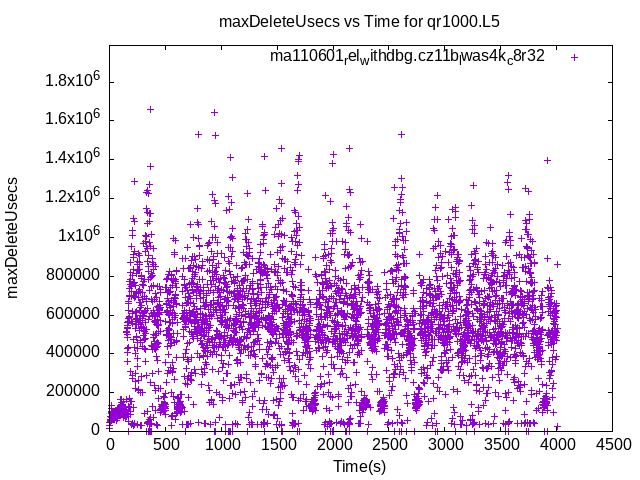 maxDeleteUsecs vs Time for qr1000.L5
ma110601_rel_withdbg.cz11b_bwas4k_c8r32
1.8x10^6
1.6x10^6
1.4x10^6
1.2x10^6
1x10^6
800000
600000
400000
200000
0
maxDeleteUsecs
0 500 1000 1500 2000 2500 3000 3500 4000 4500
Time(s)